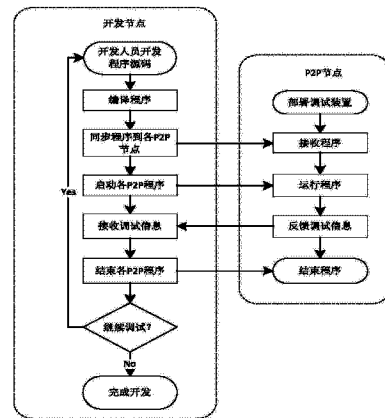 开发节点
开发人员开发
程序源码
编译程序
同步程序到各P2P
节点
启动各P2P程序
接收调试信息
结束各P2P程序
继续调试?
Yes
No
完成开发
P2P节点
部署调试装置
接收程序
运行程序
反馈调试信息
结束程序